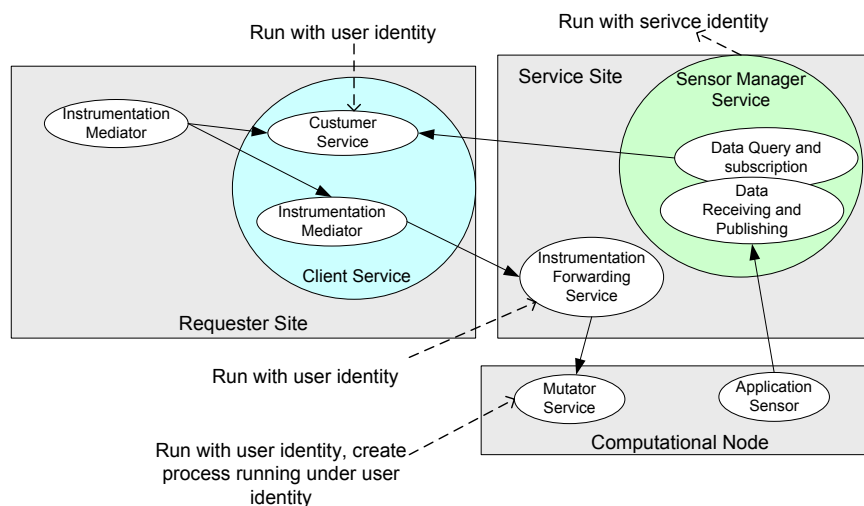 Run with user identity
Run with serivce identity
Service Site
Sensor Manager
Service
Instrumentation
Mediator
Custumer
Service
Data Query and
subscription
Data
Receiving and
Publishing
Instrumentation
Mediator
Client Service
Instrumentation
Forwarding
Service
Requester Site
Run with user identity
Mutator
Service
Application
Sensor
Computational Node
Run with user identity, create
process running under user
identity